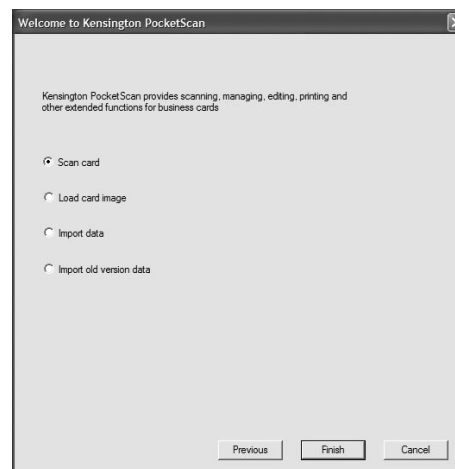 Welcome to Kensington PocketScan
Kensington PocketScan provides scanning, managing, editing, printing and
other extended functions for business cards
Scan card
Load card image
Import data
Import old version data
Previous Finish Cancel